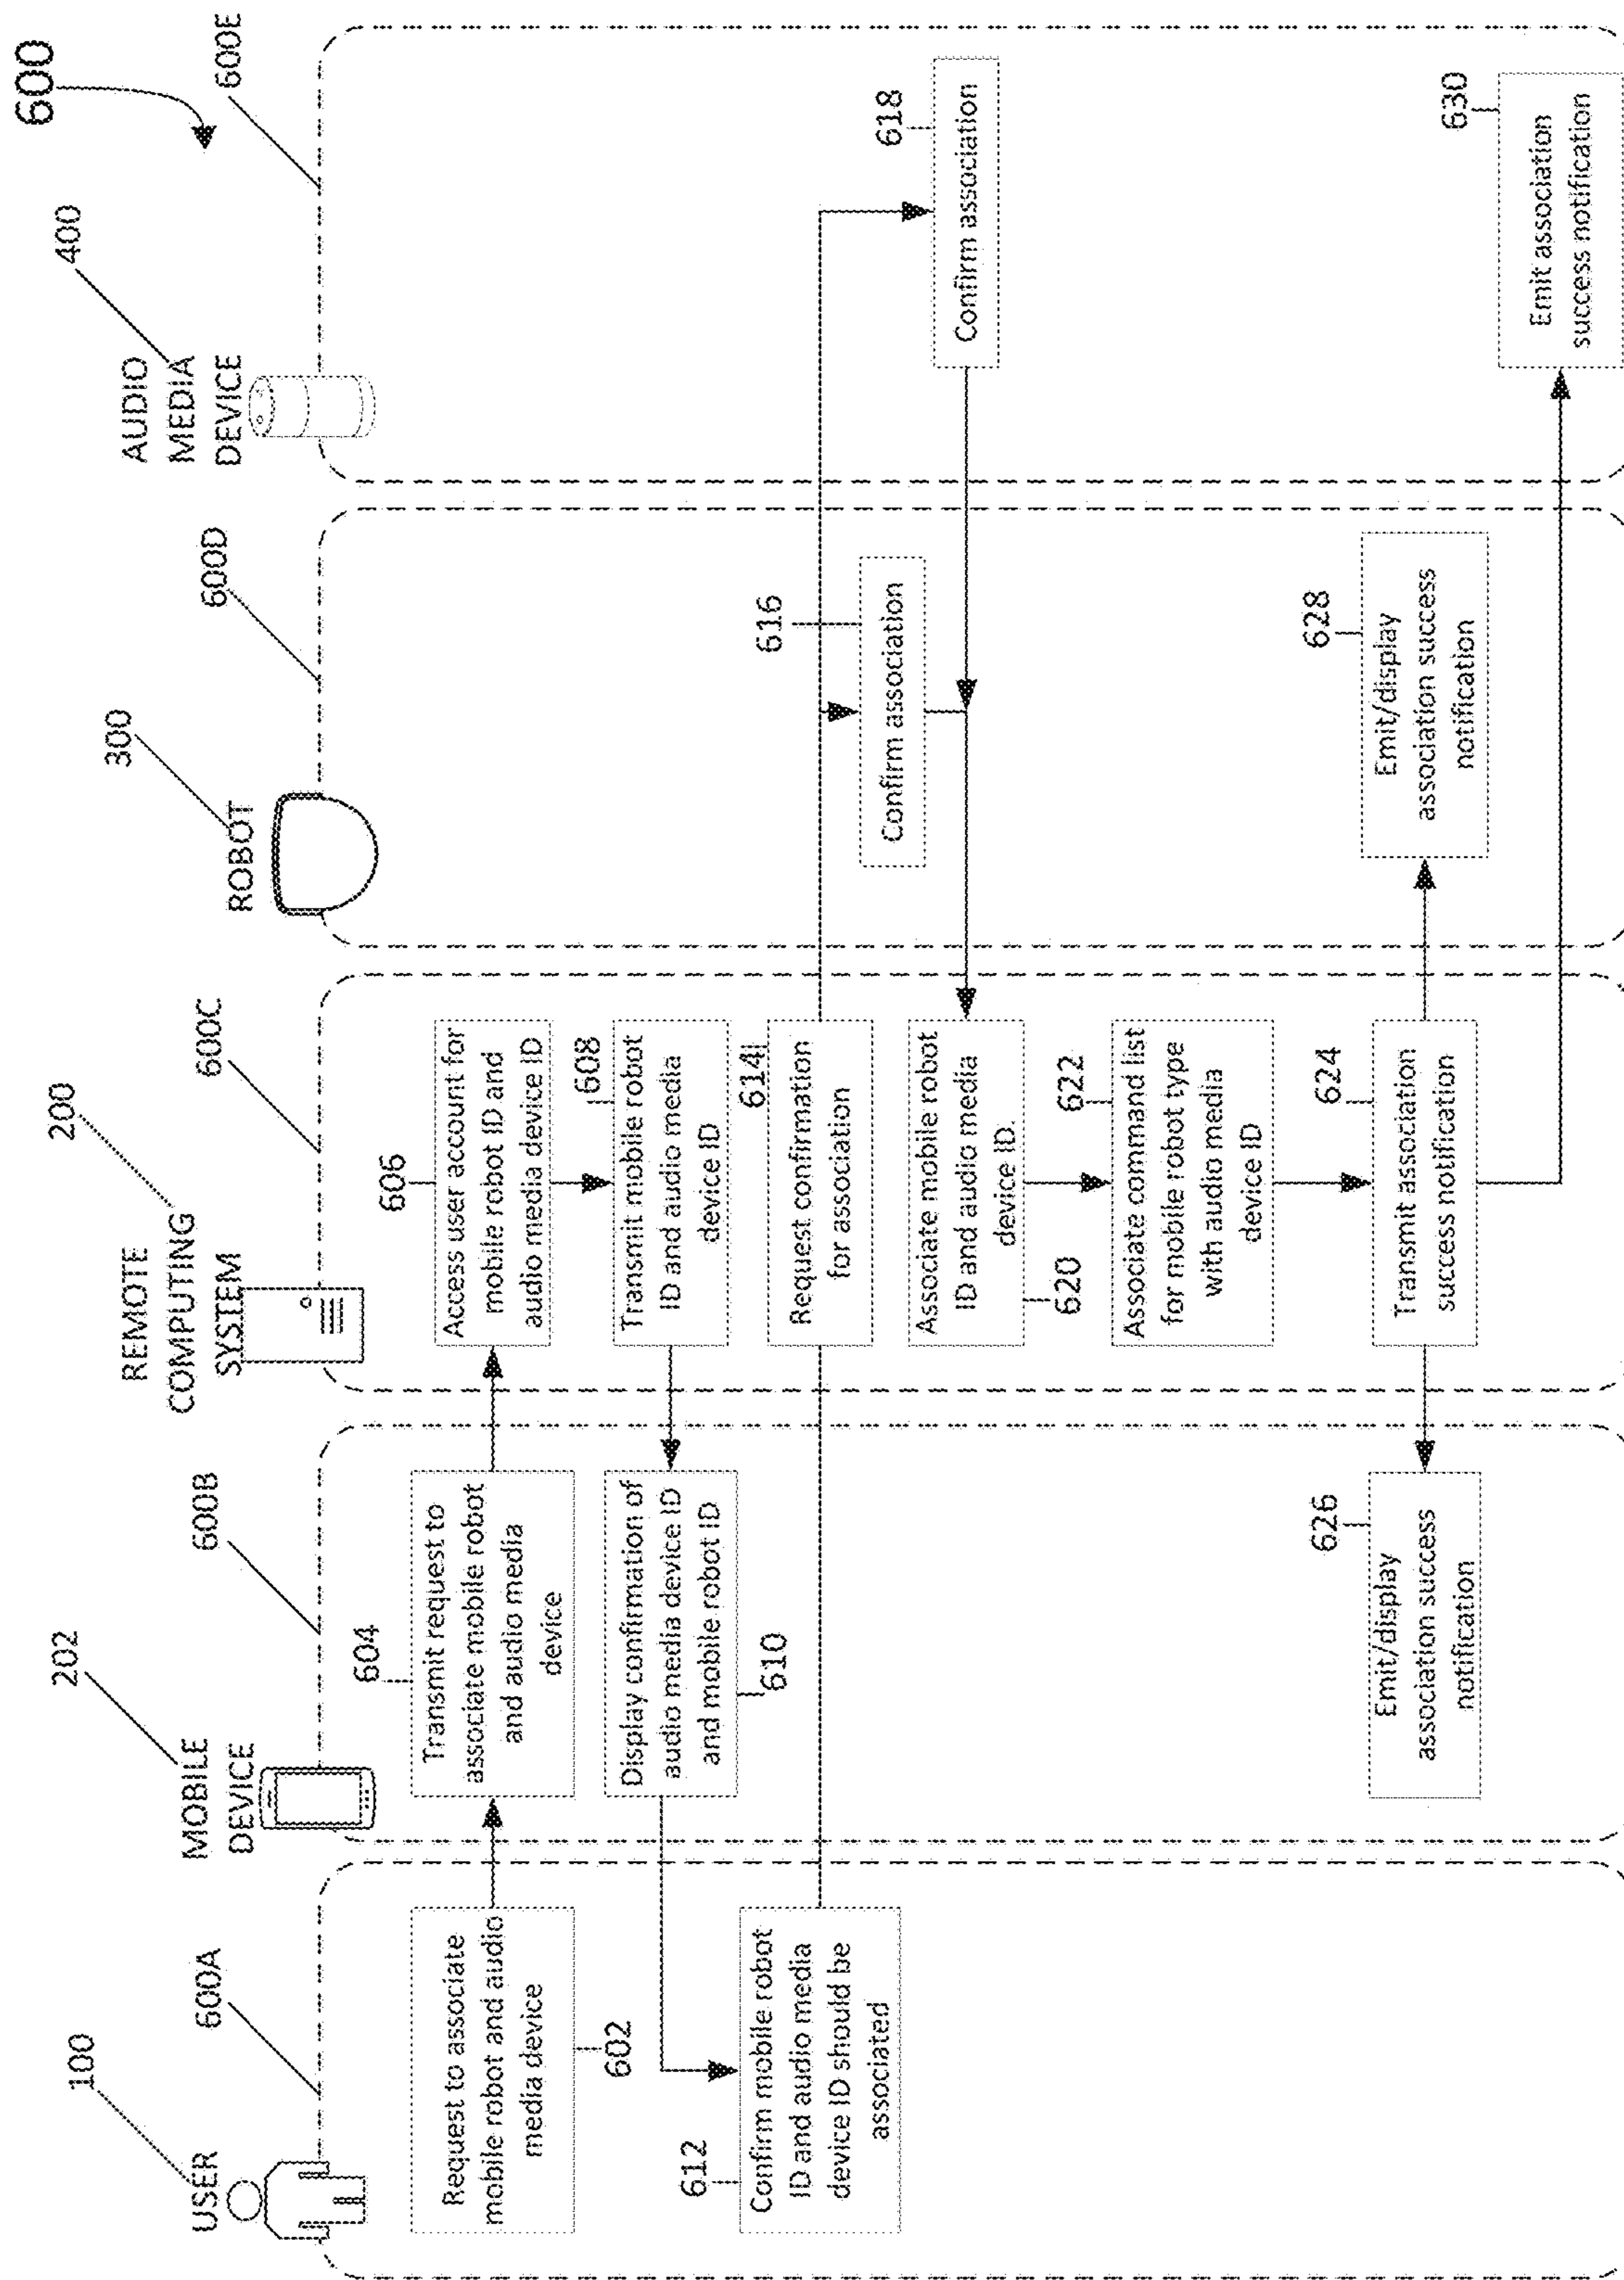 600
USER
100
600A
MOBILE
DEVICE
202
600B
REMOTE
COMPUTING
SYSTEM
200
600C
ROBOT
300
600D
AUDIO
MEDIA
DEVICE
400
600E
Request to associate
mobile robot and audio
media device
602
604
Transmit request to
associate mobile robot
and audio media
device
606
Access user account for
mobile robot ID and
audio media device ID
608
Transmit mobile robot
ID and audio media
device ID
Display confirmation of
audio media device ID
and mobile robot ID
610
612
Confirm mobile robot
ID and audio media
device ID should be
associated
614
Request confirmation
for association
616
Confirm association
618
Confirm association
Associate mobile robot
ID and audio media
device ID.
620
622
Associate command list
for mobile robot type
with audio media
device ID
624
Transmit association
success notification
626
Emit/display
association success
notification
628
Emit/display
association success
notification
630
Emit association
success notification